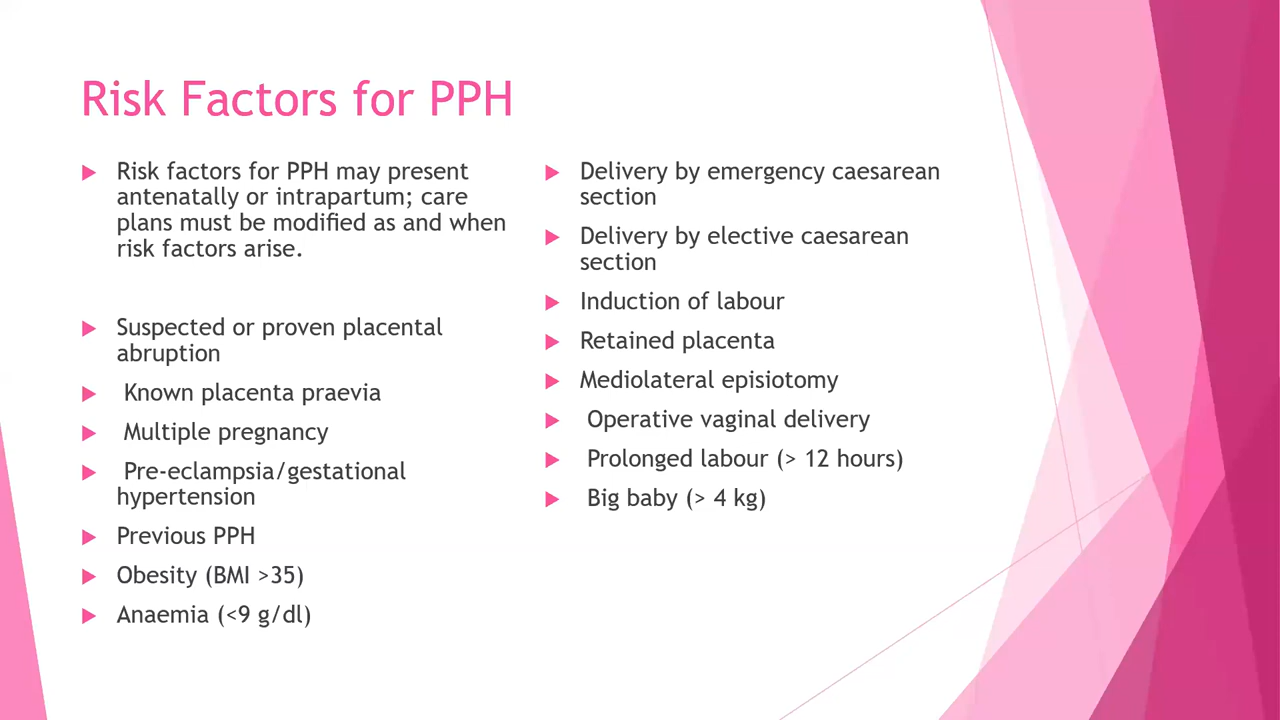 Risk Factors for PPH
Risk factors for PPH may present
antenatally or intrapartum; care
plans must be modified as and when
risk factors arise.
Suspected or proven placental
abruption
Known placenta praevia
Multiple pregnancy
Pre-eclampsia/gestational
hypertension
Previous PPH
Obesity (BMI >35)
Anaemia (<9 g/dl)
Delivery by emergency caesarean
section
Delivery by elective caesarean
section
Induction of labour
Retained placenta
Mediolateral episiotomy
Operative vaginal delivery
Prolonged labour (> 12 hours)
Big baby (> 4 kg)